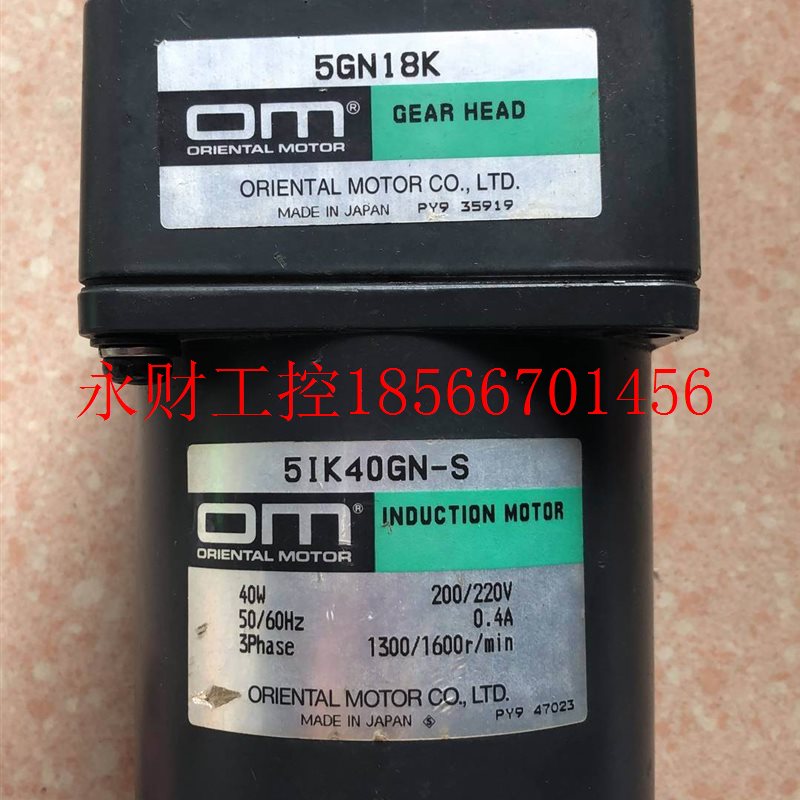 5GN18K
om® GEAR HEAD
ORIENTAL MOTOR
ORIENTAL MOTOR CO., LTD.
MADE IN JAPAN PY9 35919
永财工控18566701456
5IK40GN-S
om® INDUCTION MOTOR
ORIENTAL MOTOR
40W 200/220V
50/60Hz 0.4A
3Phase 1300/1600r/min
ORIENTAL MOTOR CO., LTD.
MADE IN JAPAN Ⓢ PY9 47023